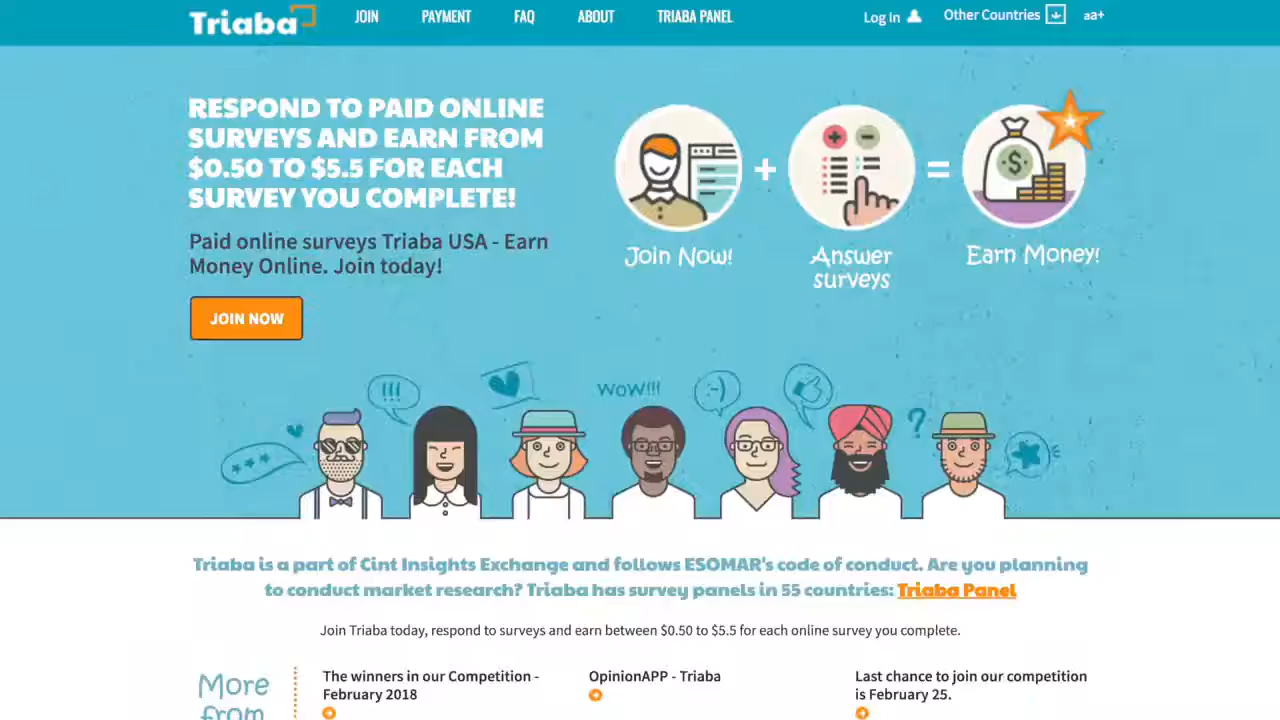 Triaba
JOIN PAYMENT FAQ ABOUT TRIABA PANEL Log In Other Countries aa+
RESPOND TO PAID ONLINE
SURVEYS AND EARN FROM
$0.50 TO $5.5 FOR EACH
SURVEY YOU COMPLETE!
Paid online surveys Triaba USA - Earn
Money Online. Join today!
JOIN NOW
+
=
$
Join Now!
Answer
surveys
Earn Money!
!!!
WOW!!!
:-)
?
Triaba is a part of Cint Insights Exchange and follows ESOMAR's code of conduct. Are you planning
to conduct market research? Triaba has survey panels in 55 countries: Triaba Panel
Join Triaba today, respond to surveys and earn between $0.50 to $5.5 for each online survey you complete.
More
from
The winners in our Competition -
February 2018
OpinionAPP - Triaba
Last chance to join our competition
is February 25.